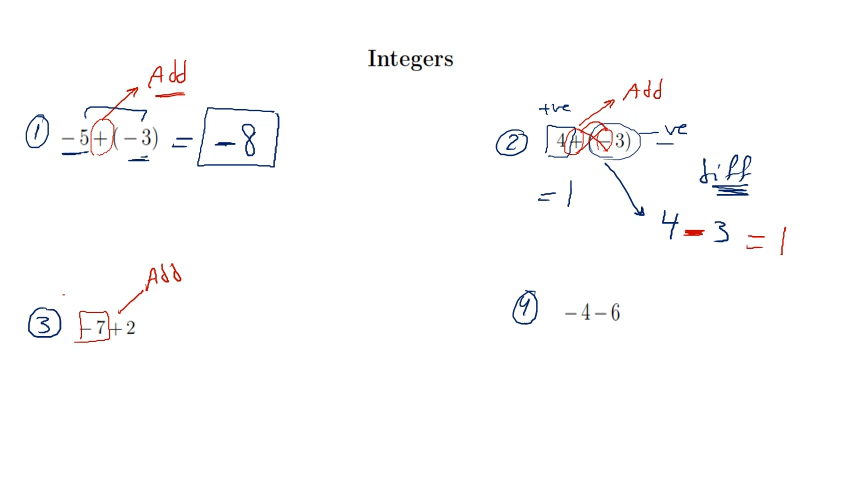 Integers
Add
① −5+(−3) = −8
+ve
Add
② 4+(−3) −ve
diff
= 1
4 − 3 = 1
Add
③ −7+2
④ −4−6